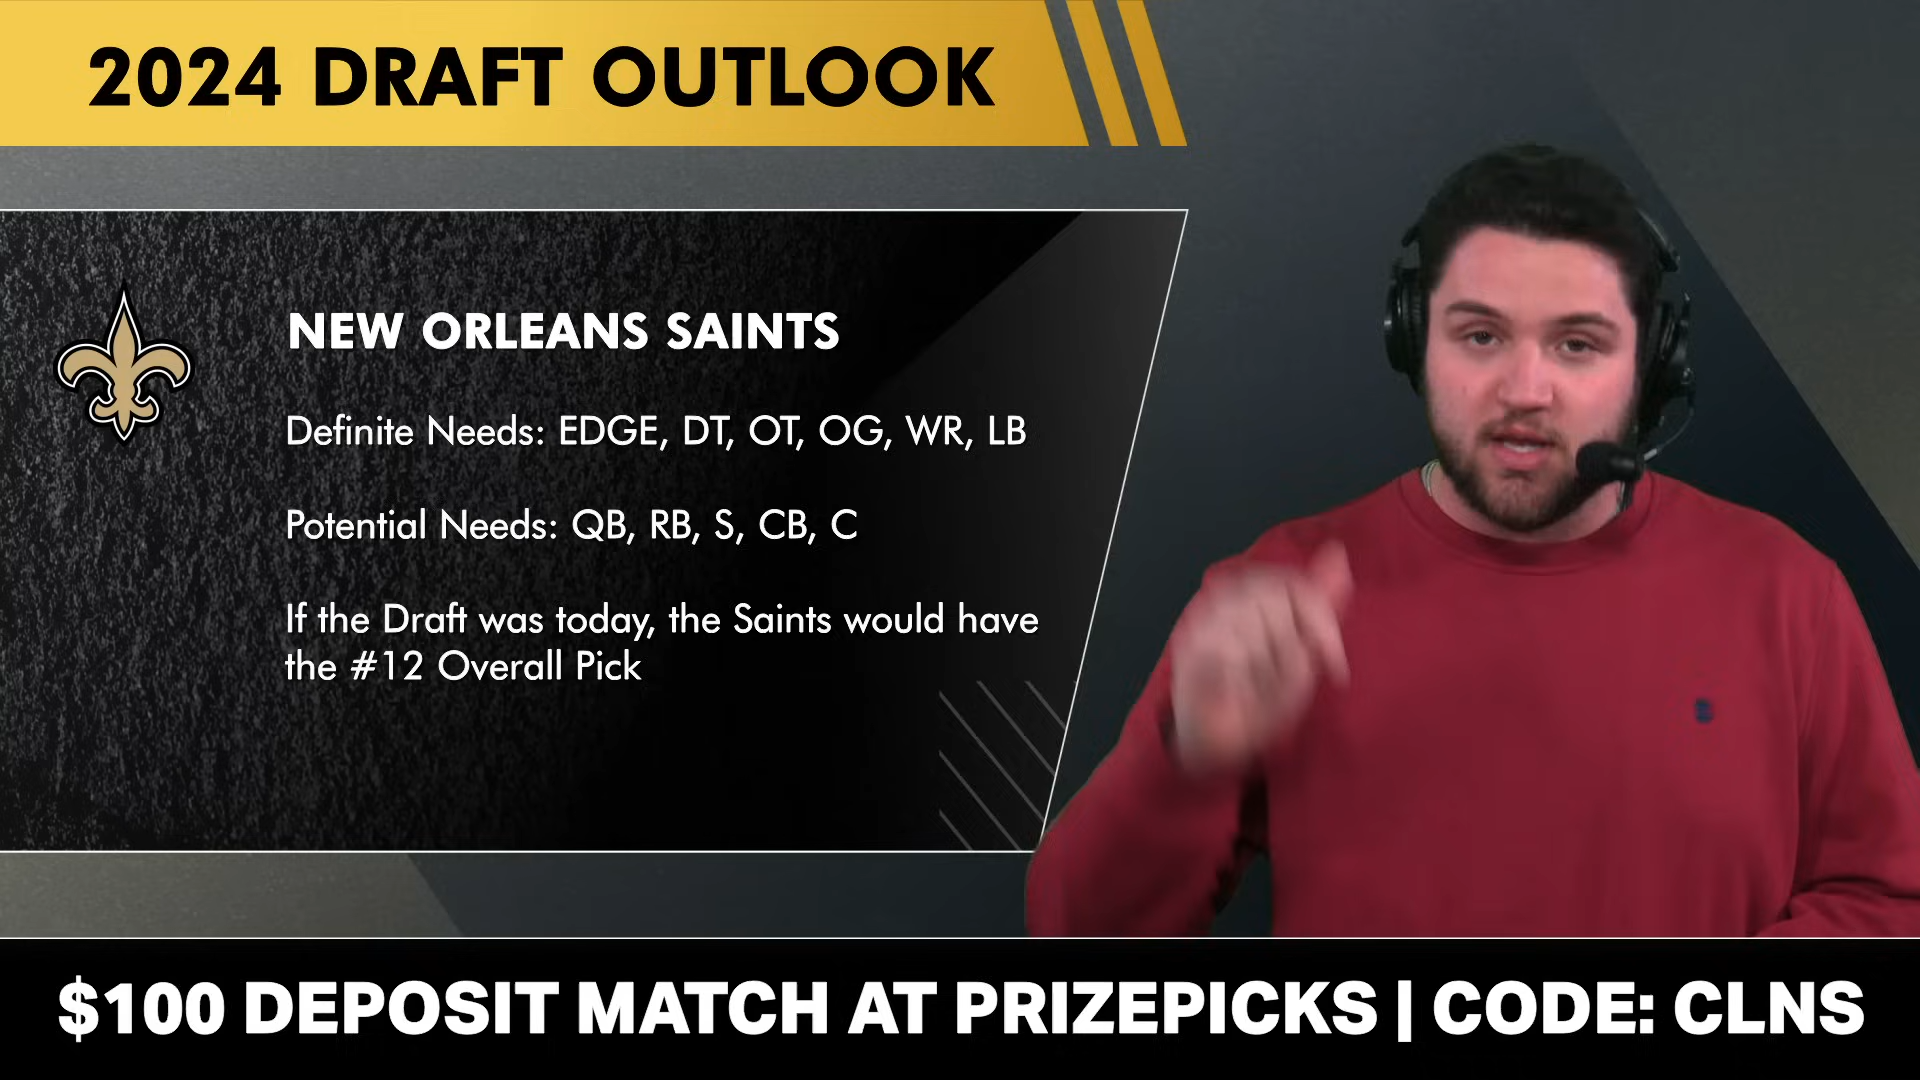 2024 DRAFT OUTLOOK
NEW ORLEANS SAINTS
Definite Needs: EDGE, DT, OT, OG, WR, LB
Potential Needs: QB, RB, S, CB, C
If the Draft was today, the Saints would have
the #12 Overall Pick
$100 DEPOSIT MATCH AT PRIZEPICKS | CODE: CLNS